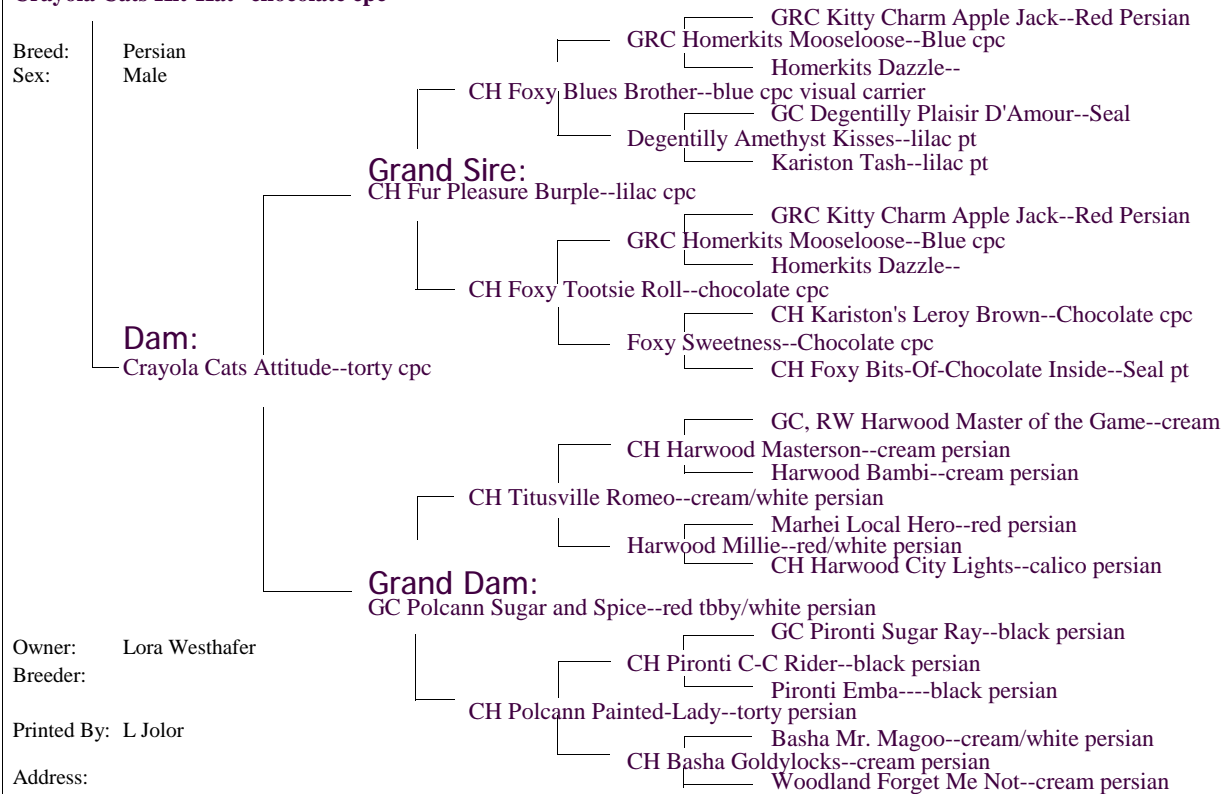 GRC Kitty Charm Apple Jack--Red Persian
GRC Homerkits Mooseloose--Blue cpc
Breed: Male
Sex: Male
Homerkits Dazzle--
CH Foxy Blues Brother--blue cpc visual carrier
GC Degentilly Plaisir D'Amour--Seal
Degentilly Amethyst Kisses--lilac pt
Kariston Tash--lilac pt
Grand Sire:
CH Fur Pleasure Burple--lilac cpc
GRC Kitty Charm Apple Jack--Red Persian
GRC Homerkits Mooseloose--Blue cpc
Homerkits Dazzle--
CH Foxy Tootsie Roll--chocolate cpc
CH Kariston's Leroy Brown--Chocolate cpc
Dam:
Foxy Sweetness--Chocolate cpc
Crayola Cats Attitude--torty cpc
CH Foxy Bits-Of-Chocolate Inside--Seal pt
GC, RW Harwood Master of the Game--cream
CH Harwood Masterson--cream persian
Harwood Bambi--cream persian
CH Titusville Romeo--cream/white persian
Marhei Local Hero--red persian
Harwood Millie--red/white persian
CH Harwood City Lights--calico persian
Grand Dam:
GC Polcann Sugar and Spice--red tbby/white persian
GC Pironti Sugar Ray--black persian
Owner: Lora Westhafer
CH Pironti C-C Rider--black persian
Breeder:
Pironti Emba----black persian
CH Polcann Painted-Lady--torty persian
Printed By: L Jolor
Basha Mr. Magoo--cream/white persian
CH Basha Goldylocks--cream persian
Address:
Woodland Forget Me Not--cream persian